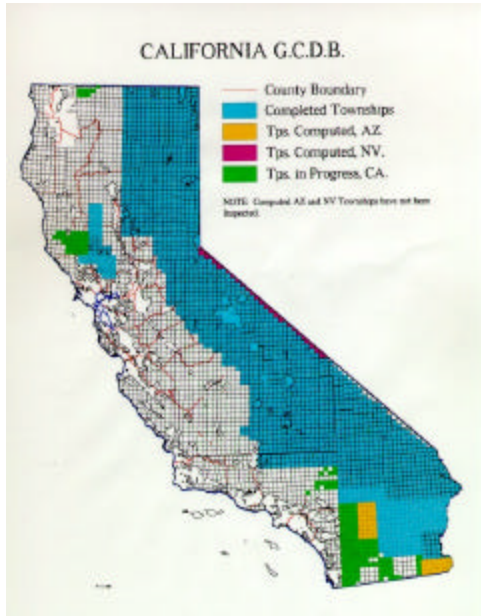 CALIFORNIA G.C.D.B.
County Boundary
Completed Townships
Tps. Computed, AZ.
Tps. Computed, NV.
Tps. in Progress, CA.
NOTE: Computed AZ and NV Townships have not been
Inspected.